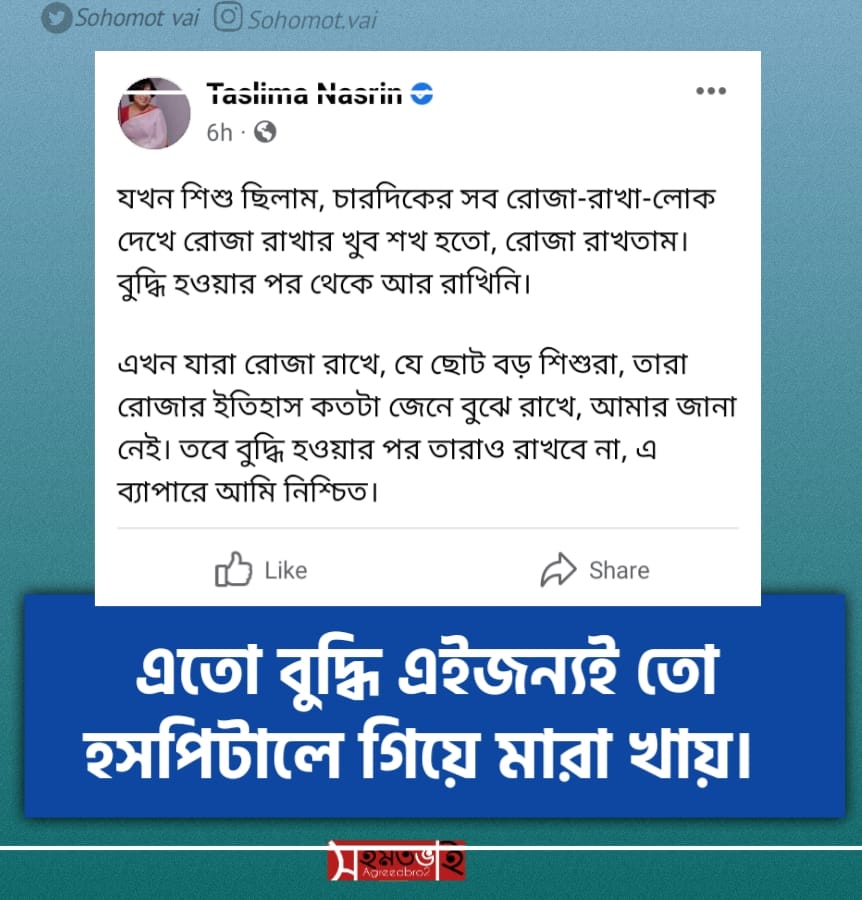 Sohomot vai Sohomot.vai
Taslima Nasrin
6h ·
যখন শিশু ছিলাম, চারদিকের সব রোজা-রাখা-লোক
দেখে রোজা রাখার খুব শখ হতো, রোজা রাখতাম।
বুদ্ধি হওয়ার পর থেকে আর রাখিনি।
এখন যারা রোজা রাখে, যে ছোট বড় শিশুরা, তারা
রোজার ইতিহাস কতটা জেনে বুঝে রাখে, আমার জানা
নেই। তবে বুদ্ধি হওয়ার পর তারাও রাখবে না, এ
ব্যাপারে আমি নিশ্চিত।
Like Share
এতো বুদ্ধি এইজন্যই তো
হসপিটালে গিয়ে মারা খায়।
সহমতভাই
Agreedbro2